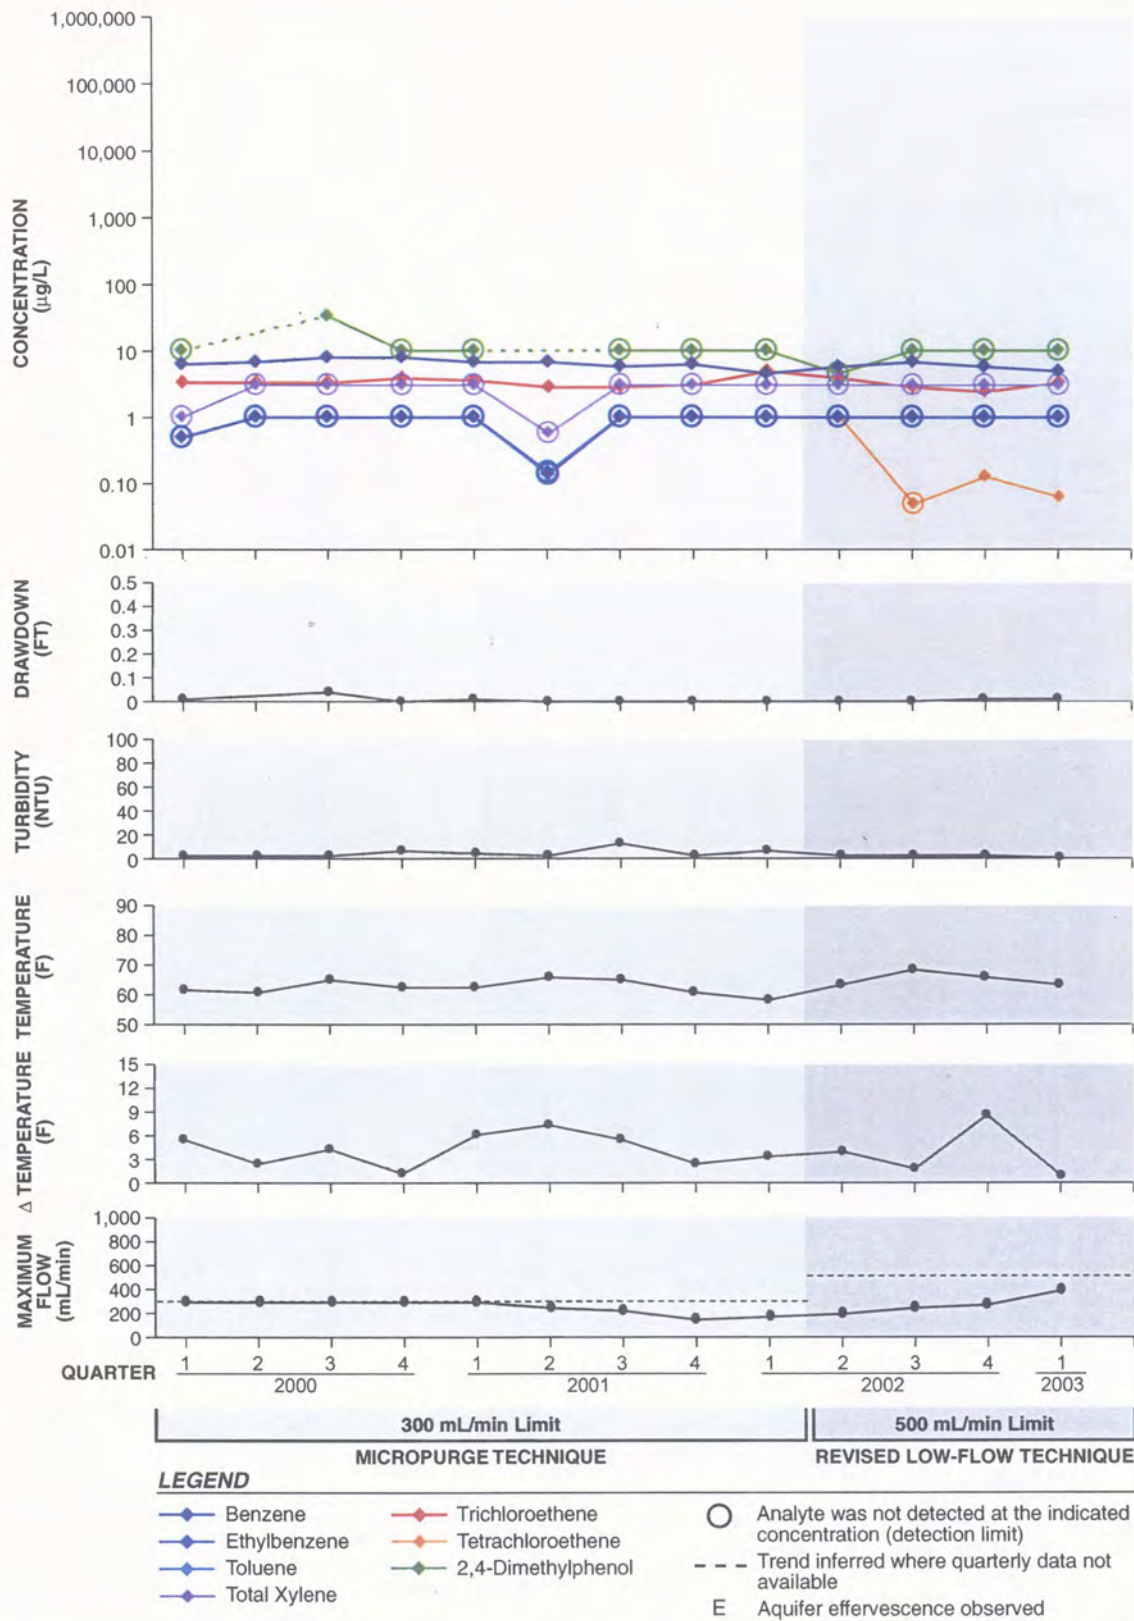 CONCENTRATION
(µg/L)
1,000,000
100,000
10,000
1,000
100
10
1
0.10
0.01
DRAWDOWN
(FT)
0.5
0.4
0.3
0.2
0.1
0
TURBIDITY
(NTU)
100
80
60
40
20
0
TEMPERATURE
(F)
90
80
70
60
50
Δ TEMPERATURE
(F)
15
12
9
6
3
0
MAXIMUM
FLOW
(mL/min)
1,000
800
600
400
200
0
QUARTER 1 2 3 4 1 2 3 4 1 2 3 4 1
2000 2001 2002 2003
300 mL/min Limit 500 mL/min Limit
MICROPURGE TECHNIQUE REVISED LOW-FLOW TECHNIQUE
LEGEND
Benzene
Ethylbenzene
Toluene
Total Xylene
Trichloroethene
Tetrachloroethene
2,4-Dimethylphenol
Analyte was not detected at the indicated
concentration (detection limit)
Trend inferred where quarterly data not
available
E Aquifer effervescence observed